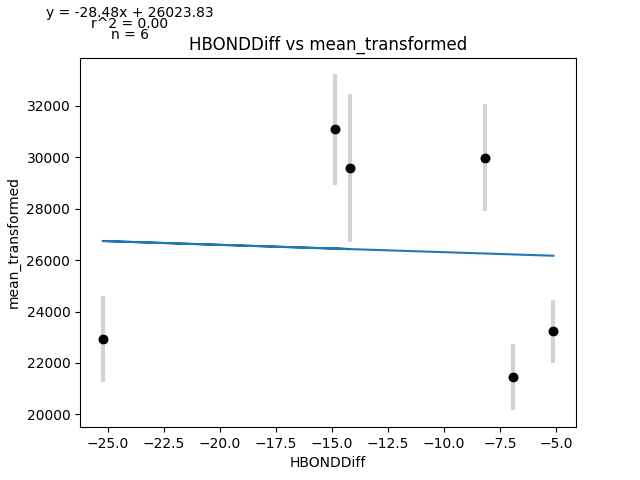 y = -28.48x + 26023.83
r^2 = 0.00
n = 6
HBONDDiff vs mean_transformed
mean_transformed
32000
30000
28000
26000
24000
22000
20000
−25.0 −22.5 −20.0 −17.5 −15.0 −12.5 −10.0 −7.5 −5.0
HBONDDiff